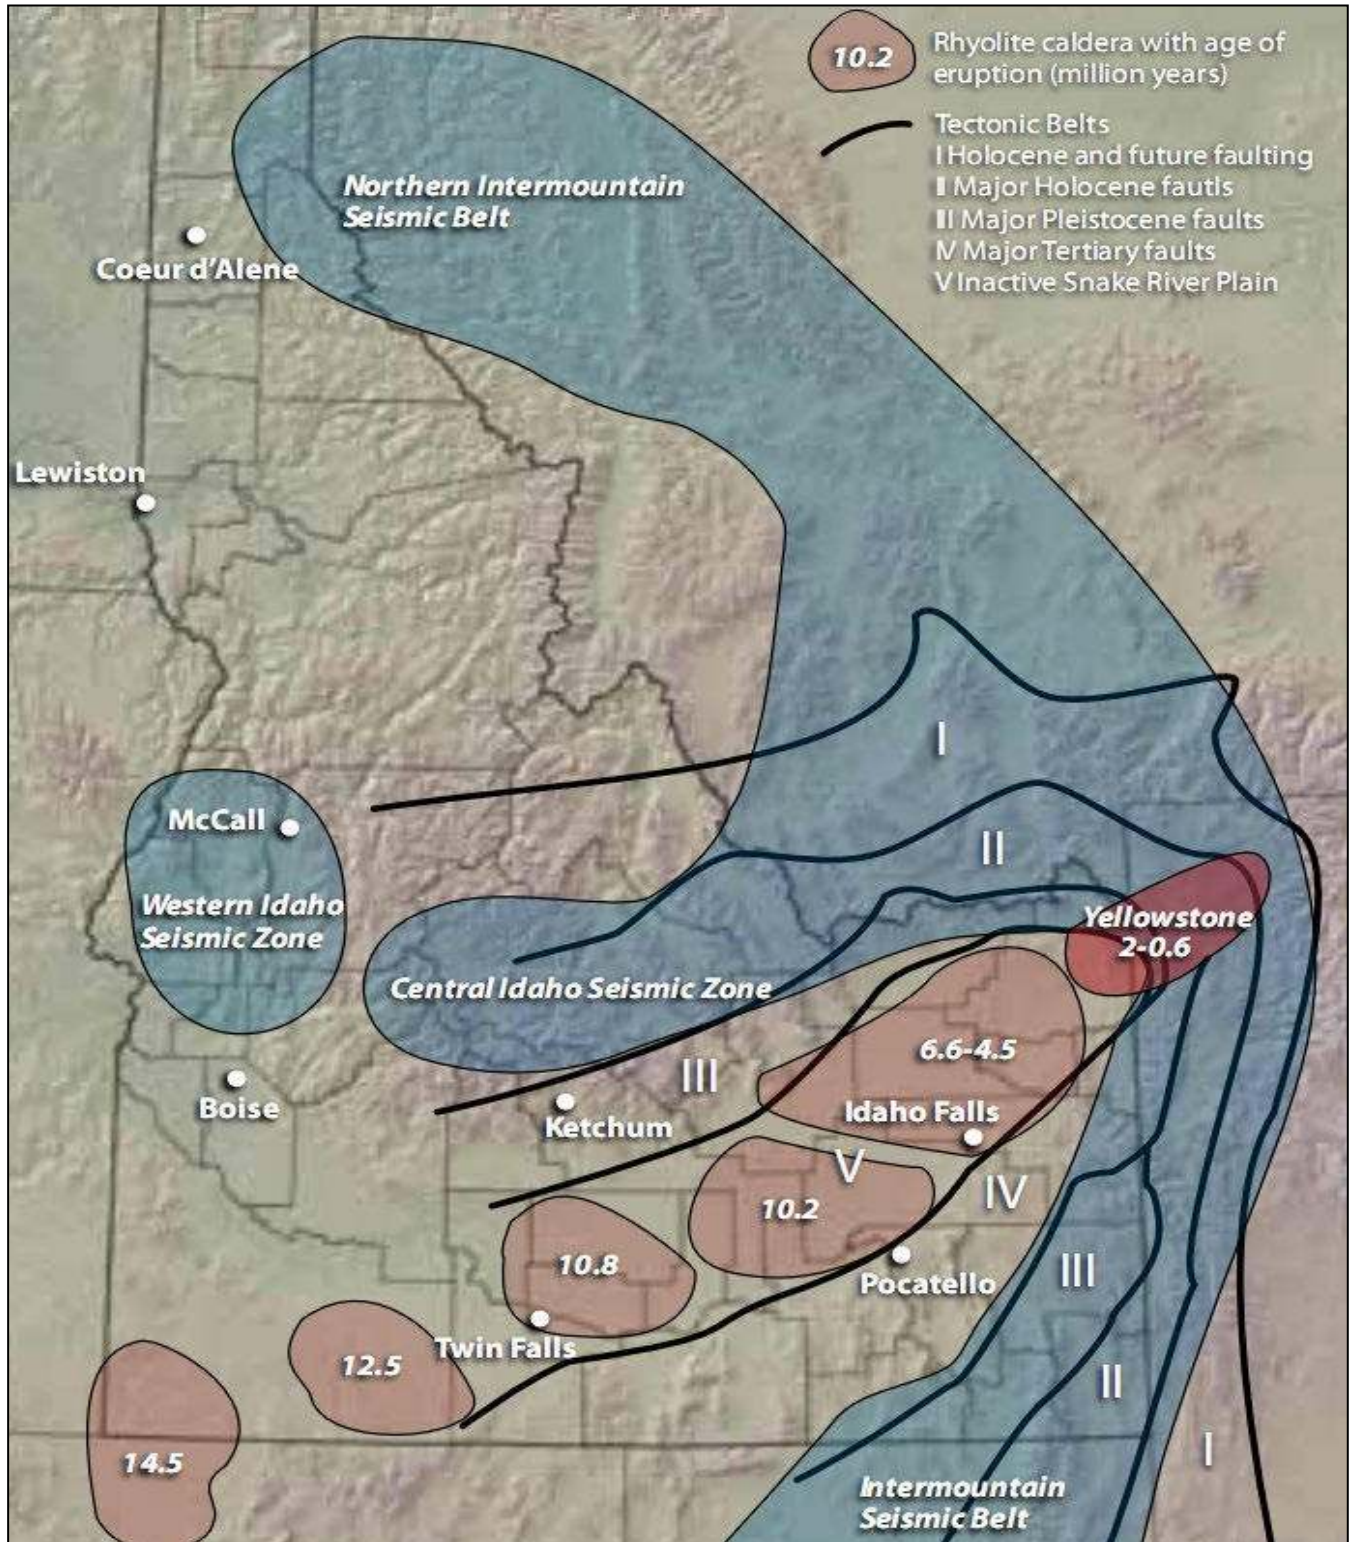 10.2
Rhyolite caldera with age of
eruption (million years)
Tectonic Belts
I Holocene and future faulting
II Major Holocene fautls
III Major Pleistocene faults
IV Major Tertiary faults
V Inactive Snake River Plain
Northern Intermountain
Seismic Belt
Coeur d'Alene
Lewiston
I
McCall
II
Western Idaho
Seismic Zone
Yellowstone
2-0.6
Central Idaho Seismic Zone
6.6-4.5
III
Boise
Ketchum
Idaho Falls
V
IV
10.2
10.8
Pocatello
III
Twin Falls
12.5
II
14.5
I
Intermountain
Seismic Belt